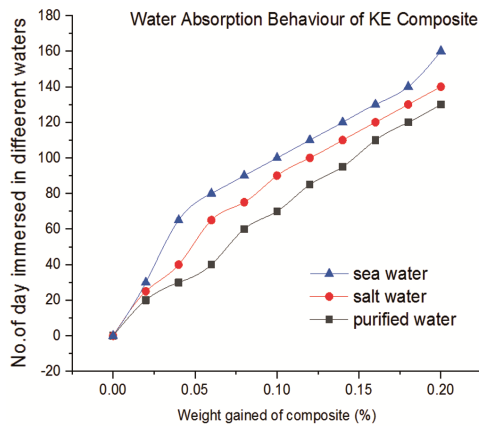 Water Absorption Behaviour of KE Composite
No.of day immersed in diffeerent waters
180
160
140
120
100
80
60
40
20
0
-20
sea water
salt water
purified water
0.00 0.05 0.10 0.15 0.20
Weight gained of composite (%)